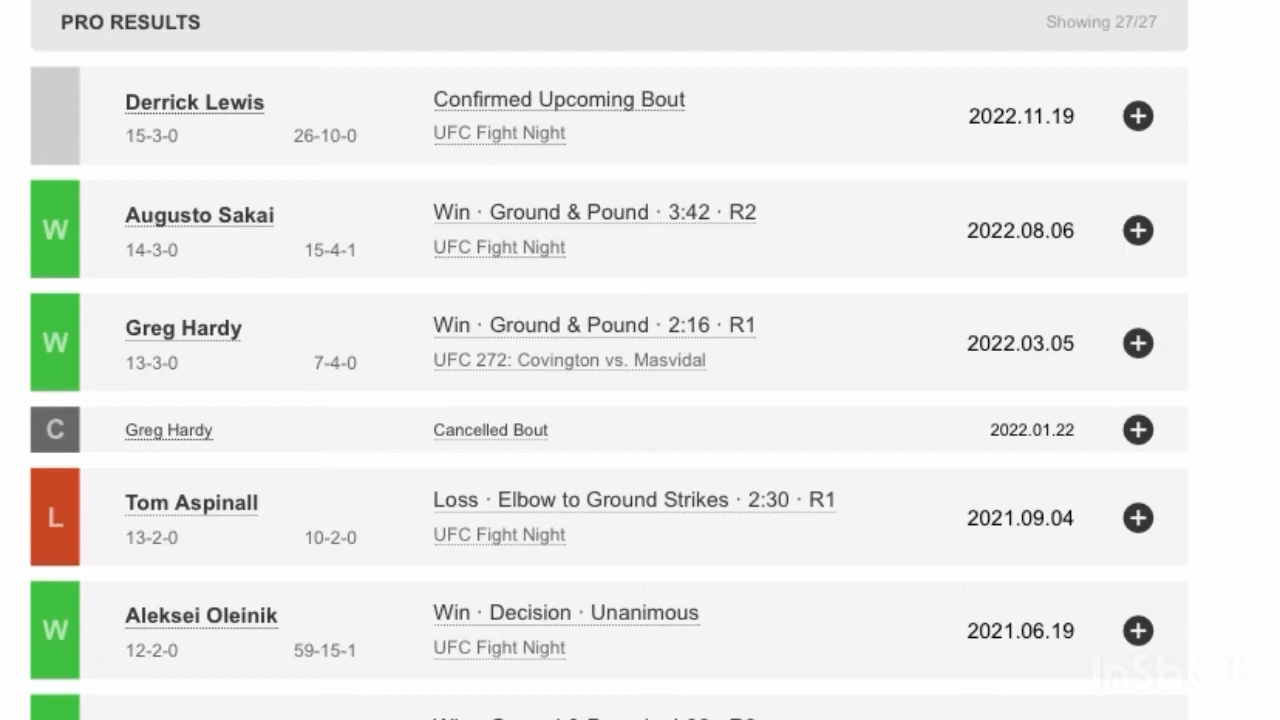 PRO RESULTS
Showing 27/27
Derrick Lewis
Confirmed Upcoming Bout
15-3-0
26-10-0
UFC Fight Night
2022.11.19
W
Augusto Sakai
Win · Ground & Pound · 3:42 · R2
14-3-0
15-4-1
UFC Fight Night
2022.08.06
W
Greg Hardy
Win · Ground & Pound · 2:16 · R1
13-3-0
7-4-0
UFC 272: Covington vs. Masvidal
2022.03.05
C
Greg Hardy
Cancelled Bout
2022.01.22
L
Tom Aspinall
Loss · Elbow to Ground Strikes · 2:30 · R1
13-2-0
10-2-0
UFC Fight Night
2021.09.04
W
Aleksei Oleinik
Win · Decision · Unanimous
12-2-0
59-15-1
UFC Fight Night
2021.06.19
InShot